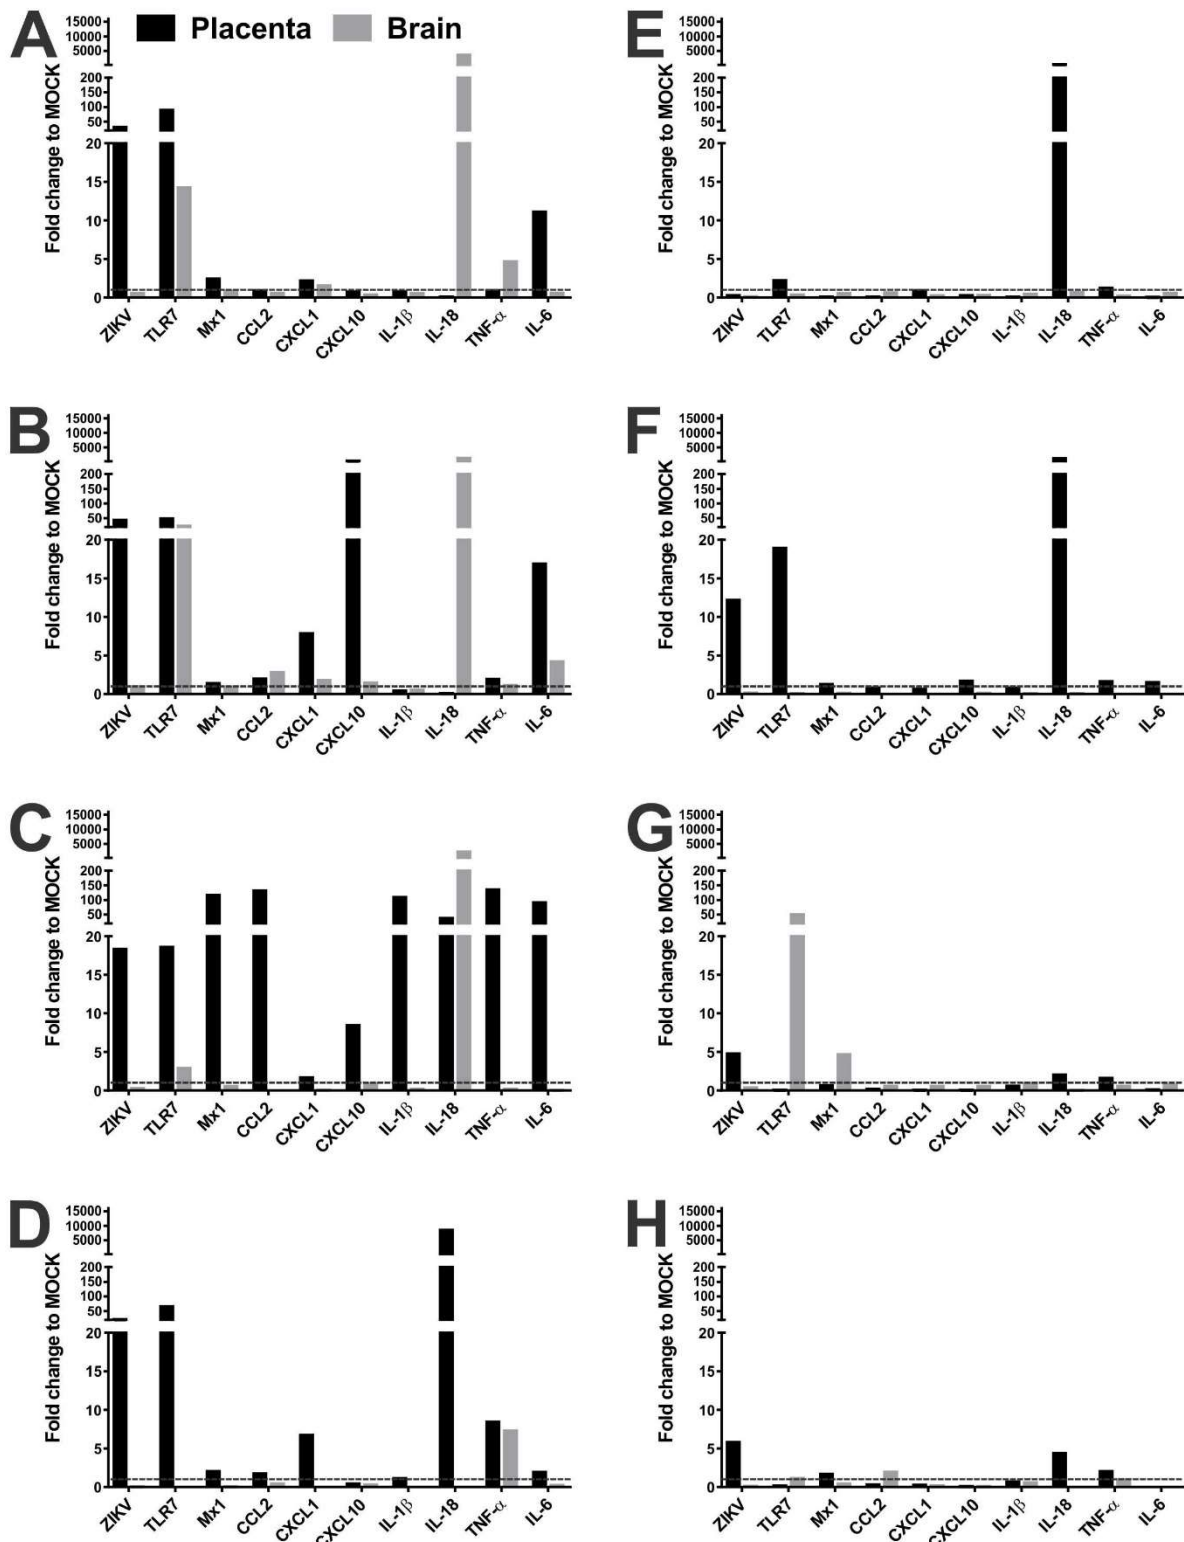 A
Placenta
Brain
Fold change to MOCK
15000
10000
5000
200
150
100
50
20
15
10
5
0
ZIKV
TLR7
Mx1
CCL2
CXCL1
CXCL10
IL-1β
IL-18
TNF-α
IL-6
E
Fold change to MOCK
15000
10000
5000
200
150
100
50
20
15
10
5
0
ZIKV
TLR7
Mx1
CCL2
CXCL1
CXCL10
IL-1β
IL-18
TNF-α
IL-6
B
Fold change to MOCK
15000
10000
5000
200
150
100
50
20
15
10
5
0
ZIKV
TLR7
Mx1
CCL2
CXCL1
CXCL10
IL-1β
IL-18
TNF-α
IL-6
F
Fold change to MOCK
15000
10000
5000
200
150
100
50
20
15
10
5
0
ZIKV
TLR7
Mx1
CCL2
CXCL1
CXCL10
IL-1β
IL-18
TNF-α
IL-6
C
Fold change to MOCK
15000
10000
5000
200
150
100
50
20
15
10
5
0
ZIKV
TLR7
Mx1
CCL2
CXCL1
CXCL10
IL-1β
IL-18
TNF-α
IL-6
G
Fold change to MOCK
15000
10000
5000
200
150
100
50
20
15
10
5
0
ZIKV
TLR7
Mx1
CCL2
CXCL1
CXCL10
IL-1β
IL-18
TNF-α
IL-6
D
Fold change to MOCK
15000
10000
5000
200
150
100
50
20
15
10
5
0
ZIKV
TLR7
Mx1
CCL2
CXCL1
CXCL10
IL-1β
IL-18
TNF-α
IL-6
H
Fold change to MOCK
15000
10000
5000
200
150
100
50
20
15
10
5
0
ZIKV
TLR7
Mx1
CCL2
CXCL1
CXCL10
IL-1β
IL-18
TNF-α
IL-6